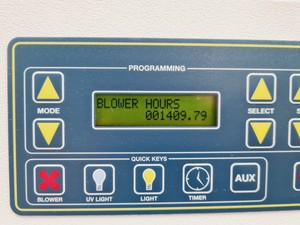 PROGRAMMING
MODE
BLOWER HOURS
001409.79
SELECT
QUICK KEYS
BLOWER
UV LIGHT
LIGHT
TIMER
AUX